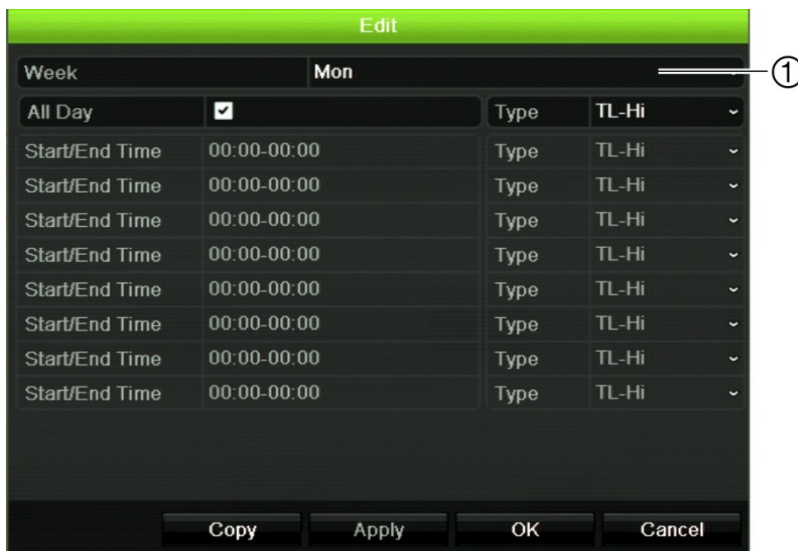 Edit
Week Mon ①
All Day Type TL-Hi
Start/End Time 00:00-00:00 Type TL-Hi
Start/End Time 00:00-00:00 Type TL-Hi
Start/End Time 00:00-00:00 Type TL-Hi
Start/End Time 00:00-00:00 Type TL-Hi
Start/End Time 00:00-00:00 Type TL-Hi
Start/End Time 00:00-00:00 Type TL-Hi
Start/End Time 00:00-00:00 Type TL-Hi
Start/End Time 00:00-00:00 Type TL-Hi
Copy Apply OK Cancel